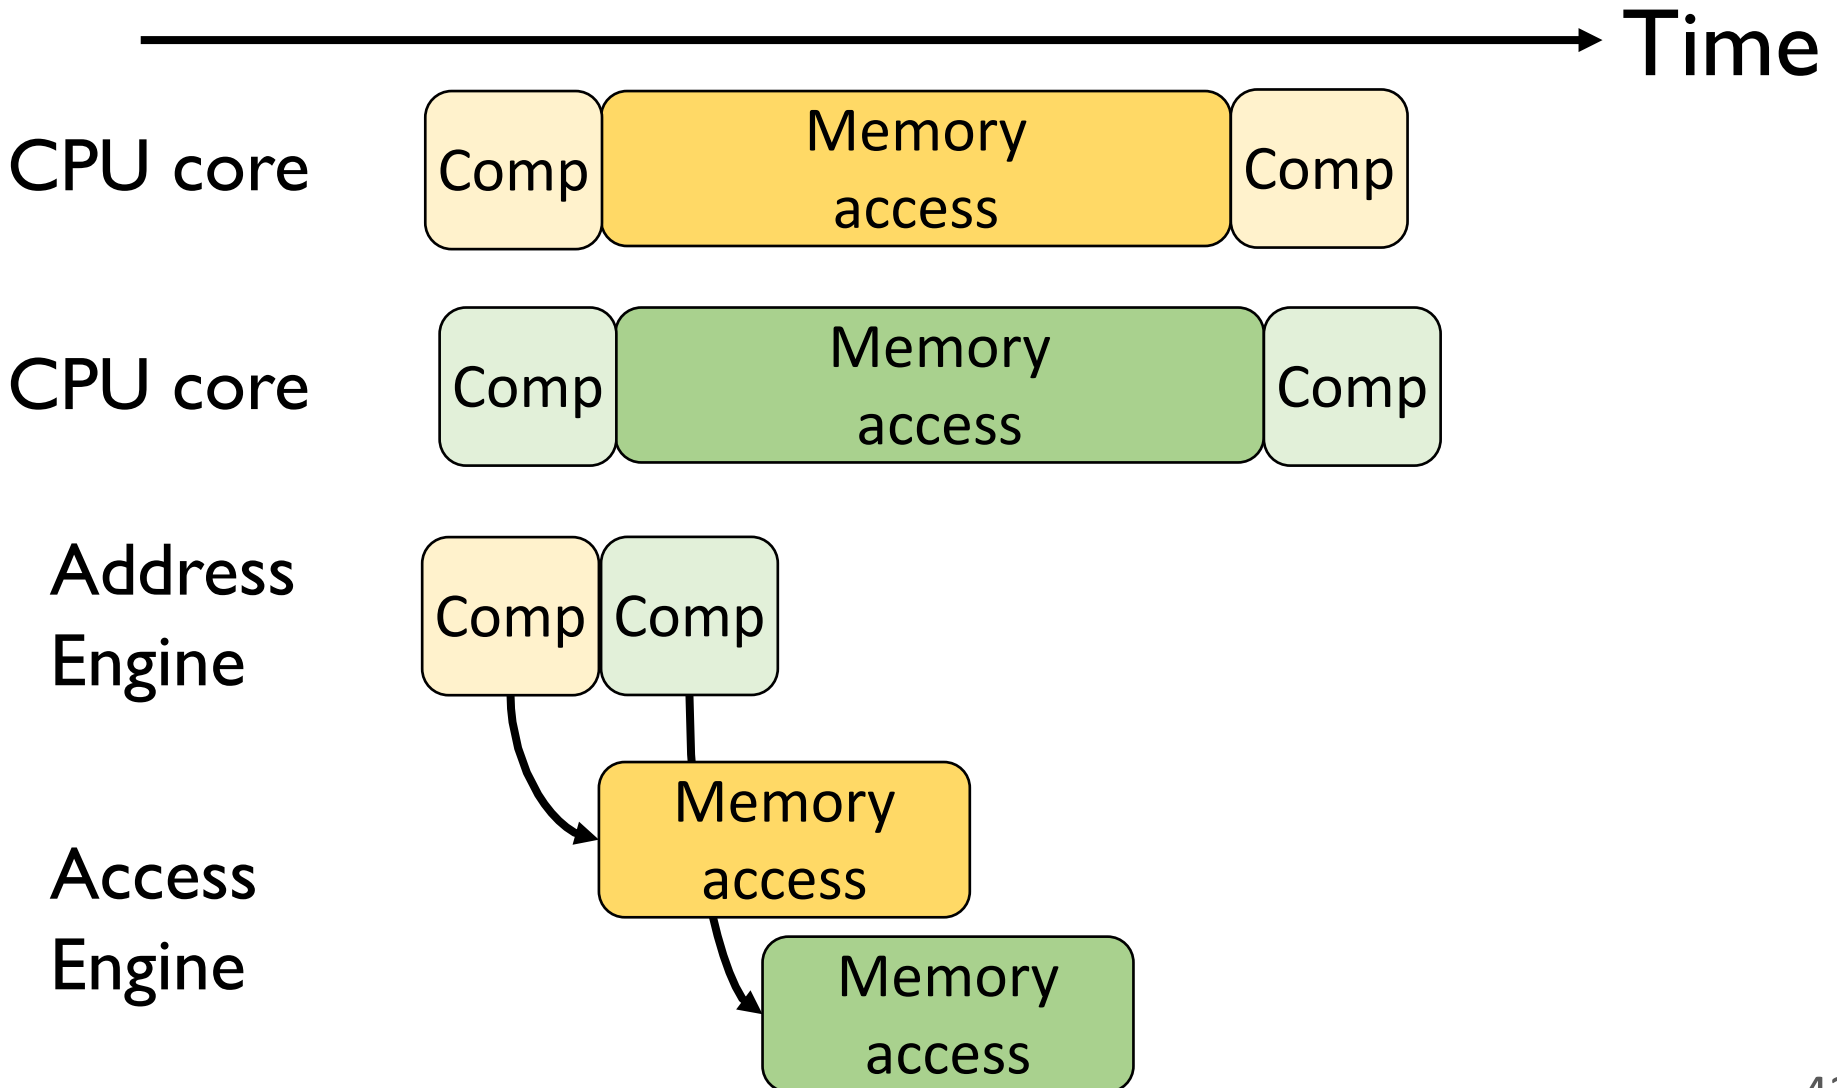 Time
CPU core
Comp
Memory
access
Comp
CPU core
Comp
Memory
access
Comp
Address
Engine
Comp
Comp
Access
Engine
Memory
access
Memory
access